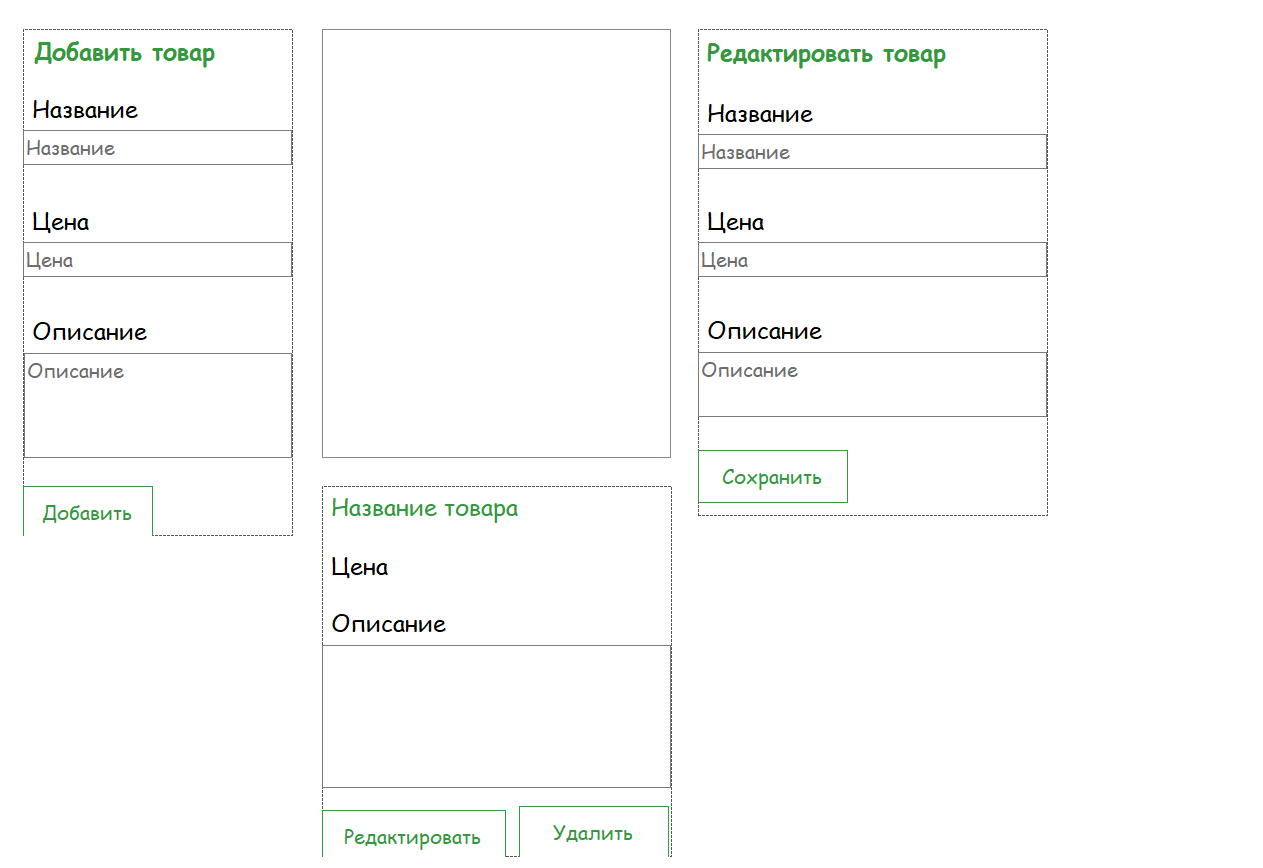 Добавить товар
Название
Название
Цена
Цена
Описание
Описание
Добавить
Название товара
Цена
Описание
Редактировать
Удалить
Редактировать товар
Название
Название
Цена
Цена
Описание
Описание
Сохранить